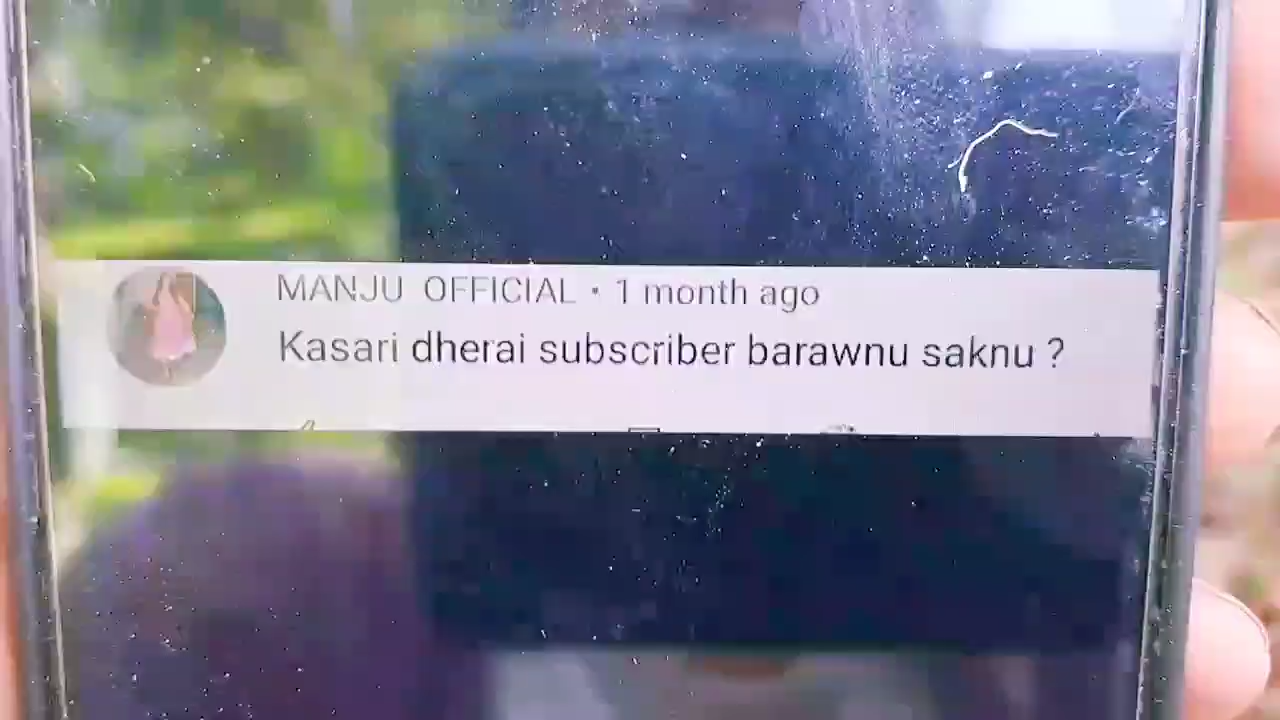 MANJU OFFICIAL • 1 month ago
Kasari dherai subscriber barawnu saknu ?